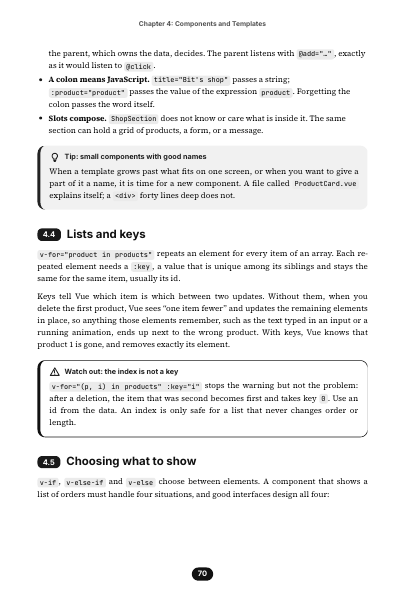 Chapter 4: Components and Templates
the parent, which owns the data, decides. The parent listens with @add="…", exactly
as it would listen to @click.
• A colon means JavaScript. title="Bit's shop" passes a string;
:product="product" passes the value of the expression product. Forgetting the
colon passes the word itself.
• Slots compose. ShopSection does not know or care what is inside it. The same
section can hold a grid of products, a form, or a message.
Tip: small components with good names
When a template grows past what fits on one screen, or when you want to give a
part of it a name, it is time for a new component. A file called ProductCard.vue
explains itself; a <div> forty lines deep does not.
4.4 Lists and keys
v-for="product in products" repeats an element for every item of an array. Each re-
peated element needs a :key, a value that is unique among its siblings and stays the
same for the same item, usually its id.
Keys tell Vue which item is which between two updates. Without them, when you
delete the first product, Vue sees "one item fewer" and updates the remaining elements
in place, so anything those elements remember, such as the text typed in an input or a
running animation, ends up next to the wrong product. With keys, Vue knows that
product 1 is gone, and removes exactly its element.
Watch out: the index is not a key
v-for="(p, i) in products" :key="i" stops the warning but not the problem:
after a deletion, the item that was second becomes first and takes key 0. Use an
id from the data. An index is only safe for a list that never changes order or
length.
4.5 Choosing what to show
v-if, v-else-if and v-else choose between elements. A component that shows a
list of orders must handle four situations, and good interfaces design all four:
70